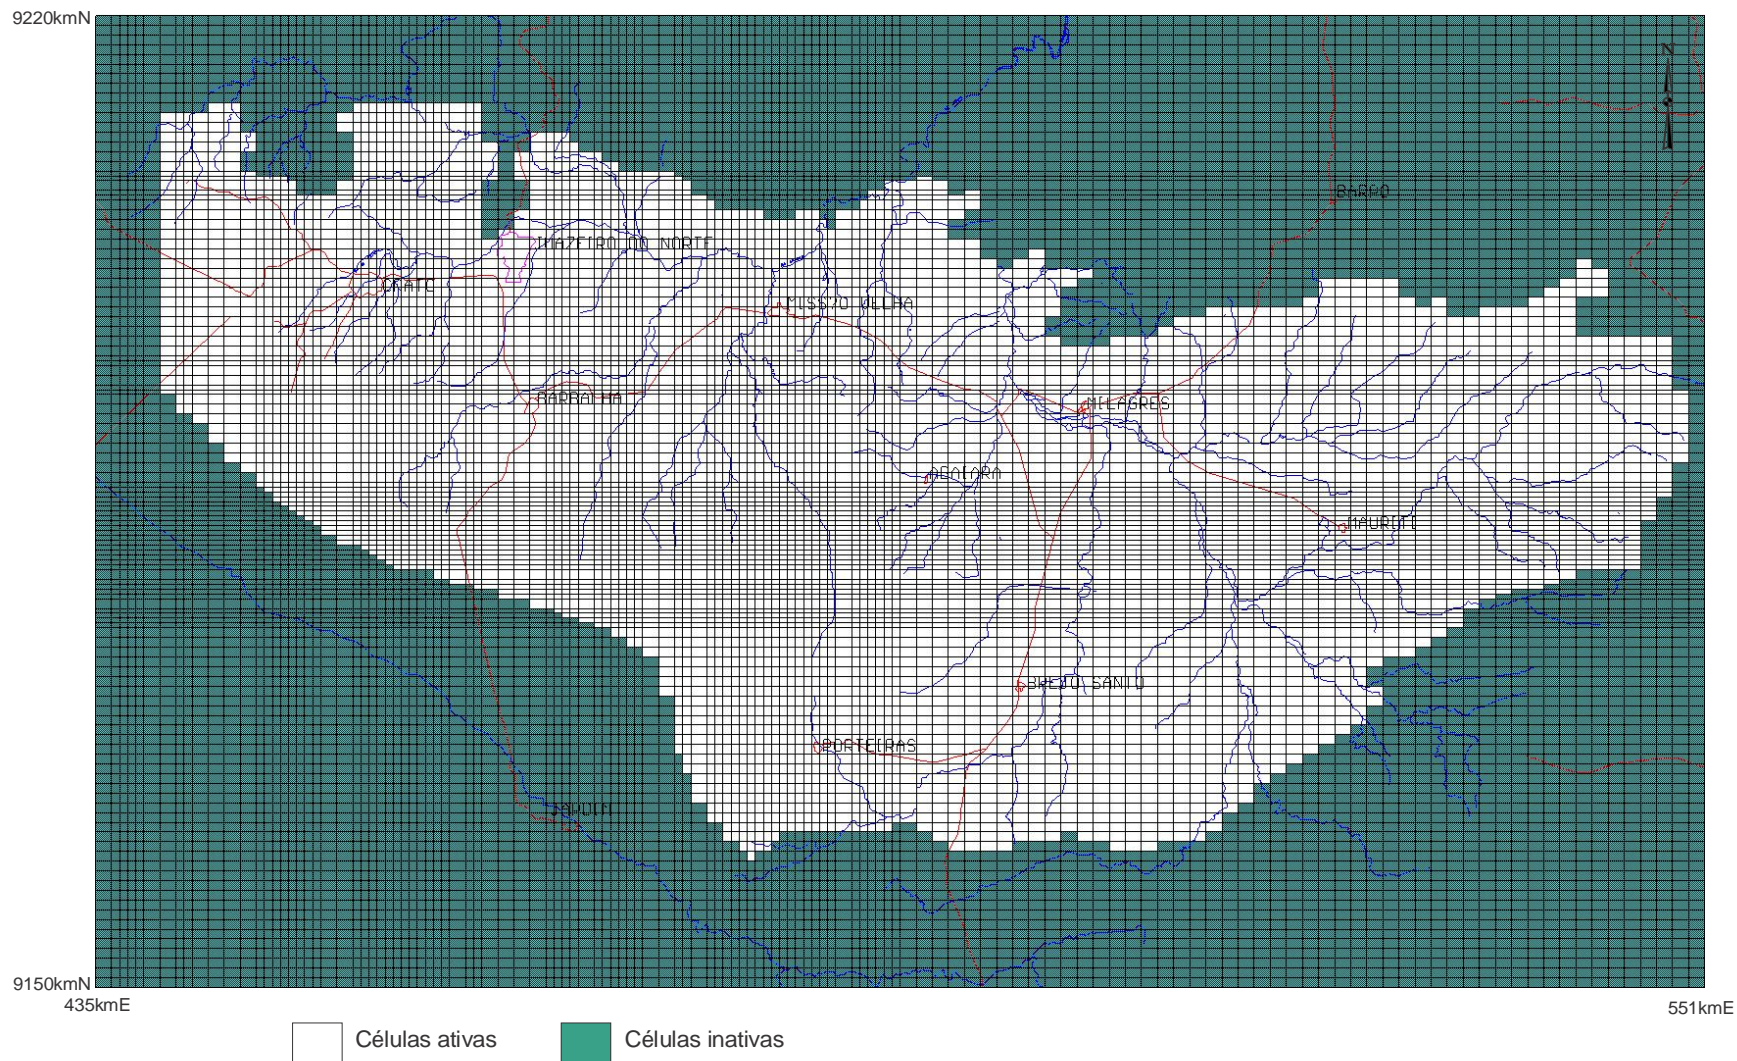 9220kmN
N
BARRO
JUAZEIRO DO NORTE
CRATO
MISS?O VELHA
BARBALHA
MILAGRES
ABAIARA
MAURITI
BREJO SANTO
PORTEIRAS
JARDIM
9150kmN
435kmE
551kmE
Células ativas
Células inativas